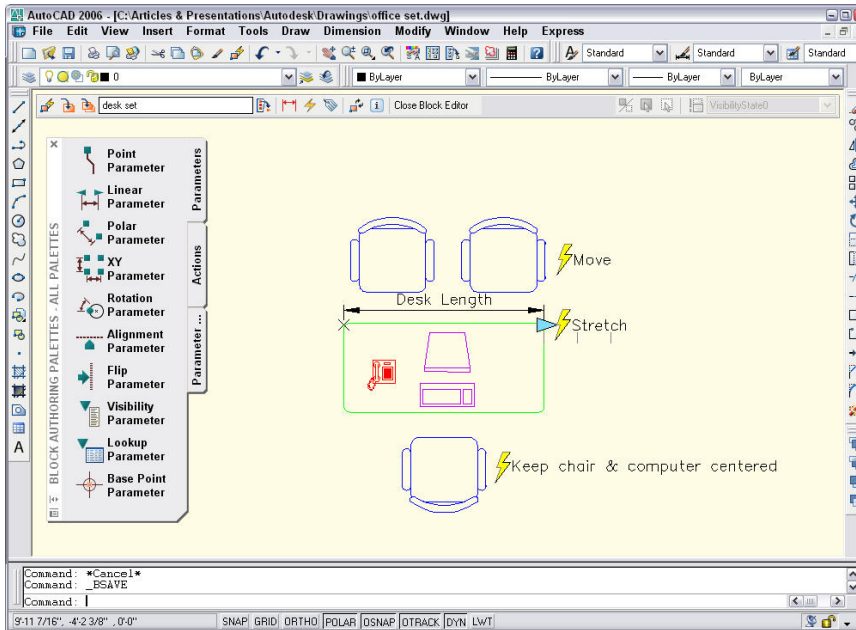 AutoCAD 2006 - [C:\Articles & Presentations\Autodesk\Drawings\office set.dwg]
File Edit View Insert Format Tools Draw Dimension Modify Window Help Express
Standard Standard Standard
0 ByLayer ByLayer ByLayer ByLayer
desk set Close Block Editor VisibilityState0
Point
Parameter
Linear
Parameter
Polar
Parameter
XY
Parameter
Rotation
Parameter
Alignment
Parameter
Flip
Parameter
Visibility
Parameter
Lookup
Parameter
Base Point
Parameter
Parameters
Actions
Parameter ...
BLOCK AUTHORING PALETTES - ALL PALETTES
A
Move
Desk Length
Stretch
Keep chair & computer centered
Command: *Cancel*
Command: _BSAVE
Command:
9'-11 7/16", -4'-2 3/8" , 0'-0" SNAP GRID ORTHO POLAR OSNAP OTRACK DYN LWT